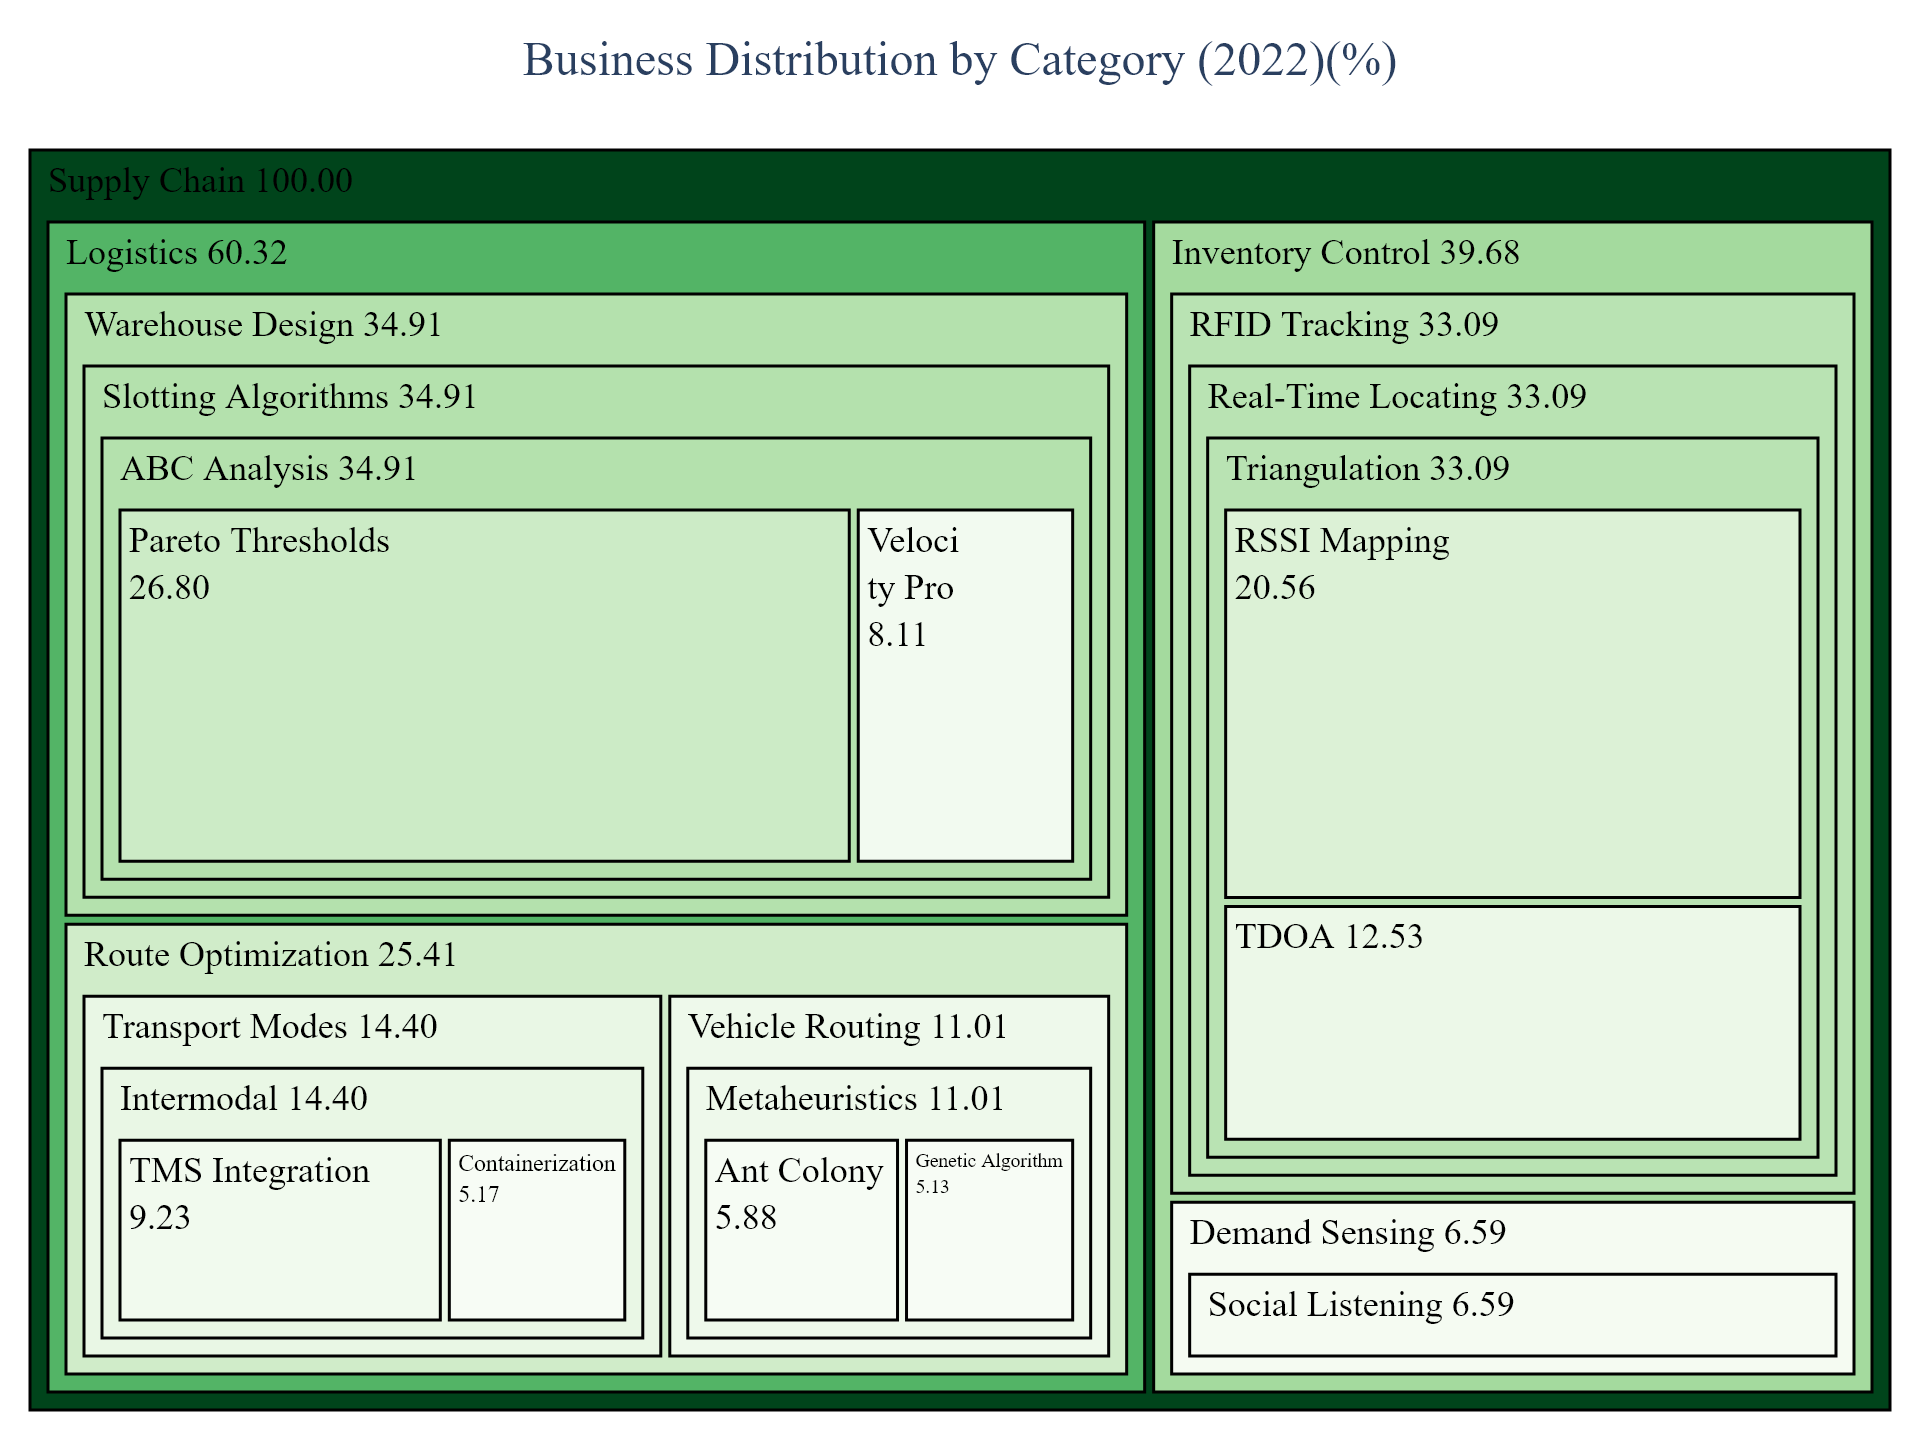 Business Distribution by Category (2022)(%)
Supply Chain 100.00
Logistics 60.32
Warehouse Design 34.91
Slotting Algorithms 34.91
ABC Analysis 34.91
Pareto Thresholds
26.80
Veloci
ty Pro
8.11
Route Optimization 25.41
Transport Modes 14.40
Intermodal 14.40
TMS Integration
9.23
Containerization
5.17
Vehicle Routing 11.01
Metaheuristics 11.01
Ant Colony
5.88
Genetic Algorithm
5.13
Inventory Control 39.68
RFID Tracking 33.09
Real-Time Locating 33.09
Triangulation 33.09
RSSI Mapping
20.56
TDOA 12.53
Demand Sensing 6.59
Social Listening 6.59